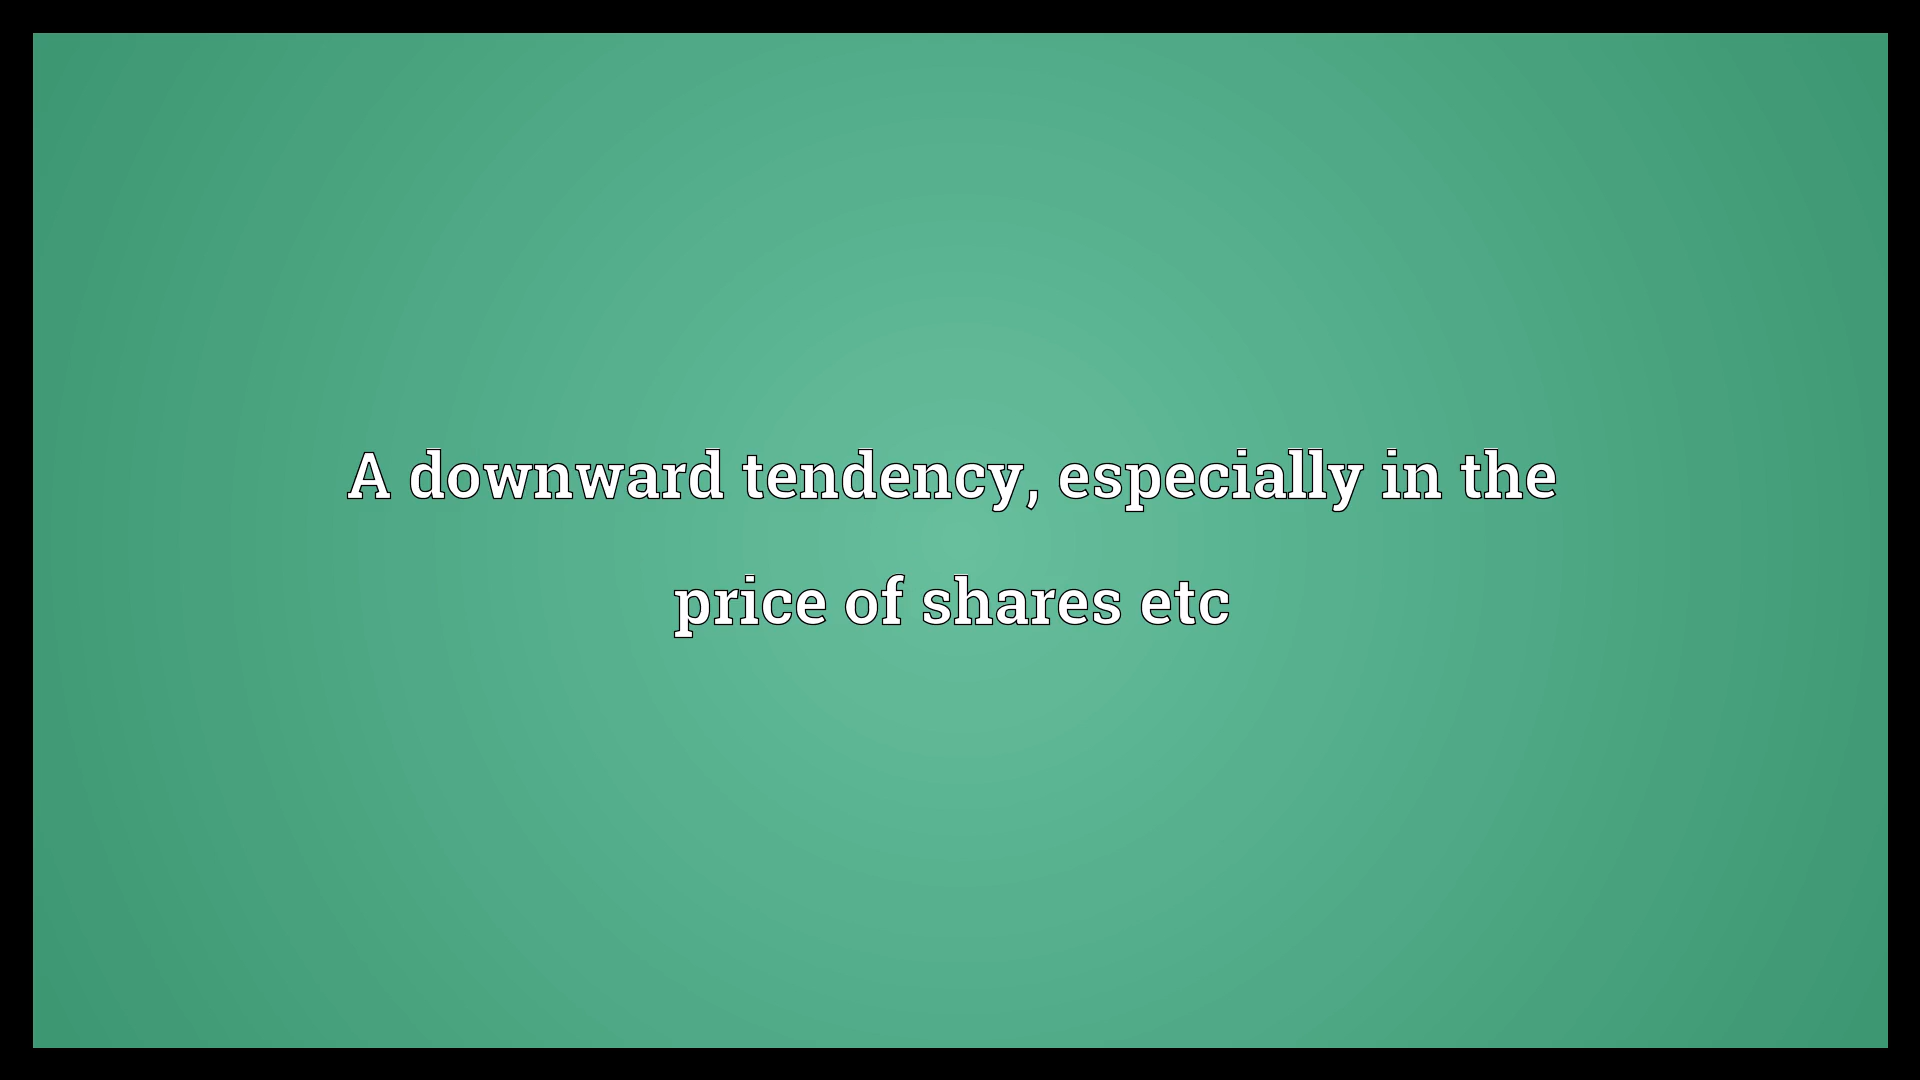 A downward tendency, especially in the
price of shares etc